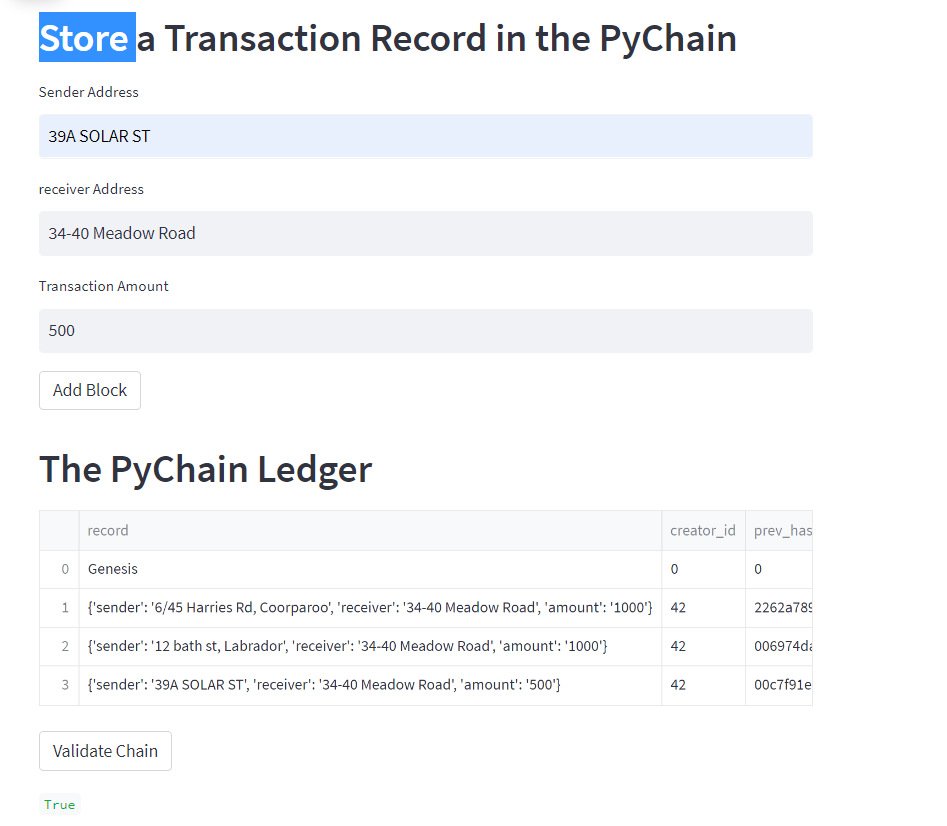 Store a Transaction Record in the PyChain
Sender Address
39A SOLAR ST
receiver Address
34-40 Meadow Road
Transaction Amount
500
Add Block
The PyChain Ledger
record creator_id prev_has
0 Genesis 0 0
1 {'sender': '6/45 Harries Rd, Coorparoo', 'receiver': '34-40 Meadow Road', 'amount': '1000'} 42 2262a789
2 {'sender': '12 bath st, Labrador', 'receiver': '34-40 Meadow Road', 'amount': '1000'} 42 006974da
3 {'sender': '39A SOLAR ST', 'receiver': '34-40 Meadow Road', 'amount': '500'} 42 00c7f91e
Validate Chain
True